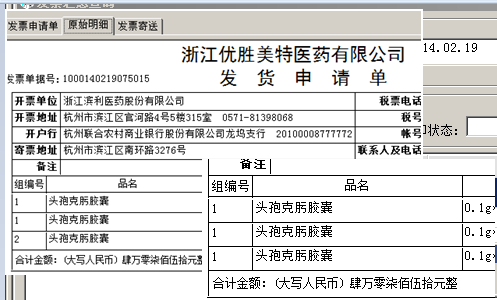 发票申请单 原始明细 发票寄送
14.02.19
浙江优胜美特医药有限公司
发票单据号: 1000140219075015
发 货 申 请 单
开票单位 浙江滨利医药股份有限公司 税票电话
开票地址 杭州市滨江区官河路4号5楼315室 0571-81398068 税号
开户行 杭州联合农村商业银行股份有限公司龙坞支行 20100008777772 帐号
状态:
寄票地址 杭州市滨江区南环路3276号 联系人及电话
备注
组编号 品名
1 头孢克肟胶囊
1 头孢克肟胶囊
2 头孢克肟胶囊
合计金额: (大写人民币) 肆万零柒佰伍拾元整
备注
组编号 品名
1 头孢克肟胶囊 0.1g
1 头孢克肟胶囊 0.1g
1 头孢克肟胶囊 0.1g
合计金额: (大写人民币) 肆万零柒佰伍拾元整